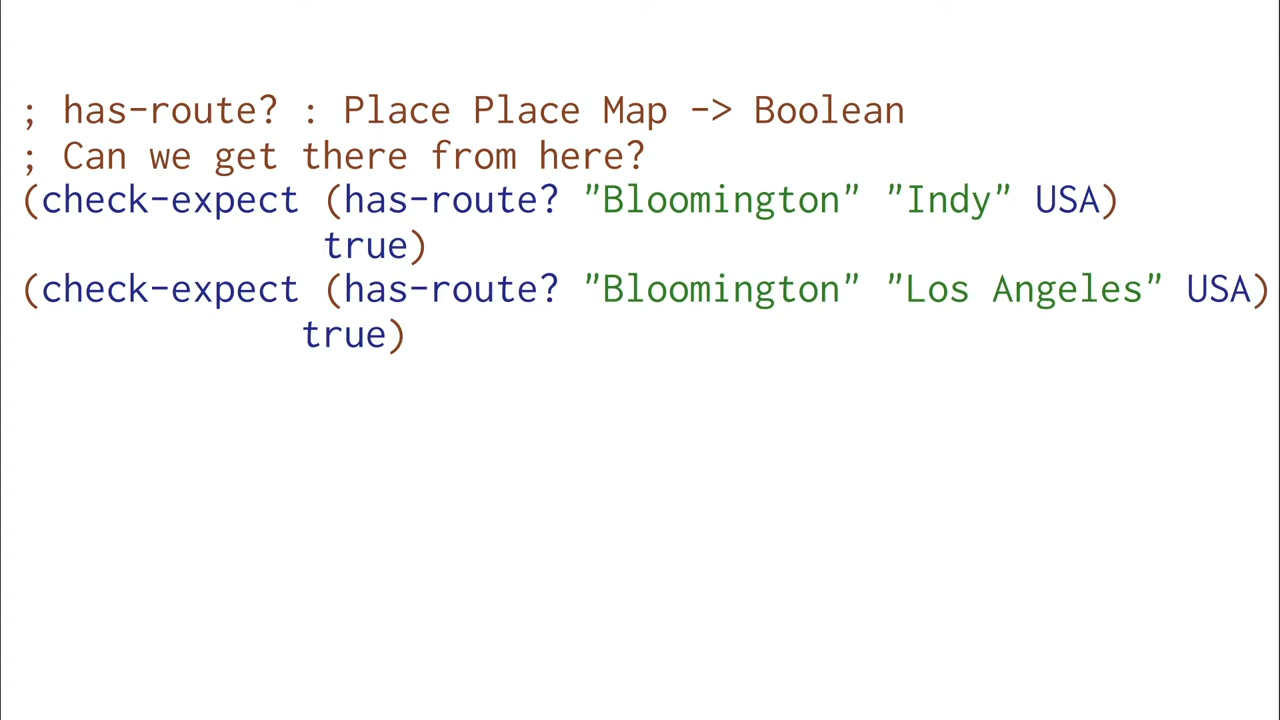 ; has-route? : Place Place Map -> Boolean
; Can we get there from here?
(check-expect (has-route? "Bloomington" "Indy" USA)
              true)
(check-expect (has-route? "Bloomington" "Los Angeles" USA)
             true)